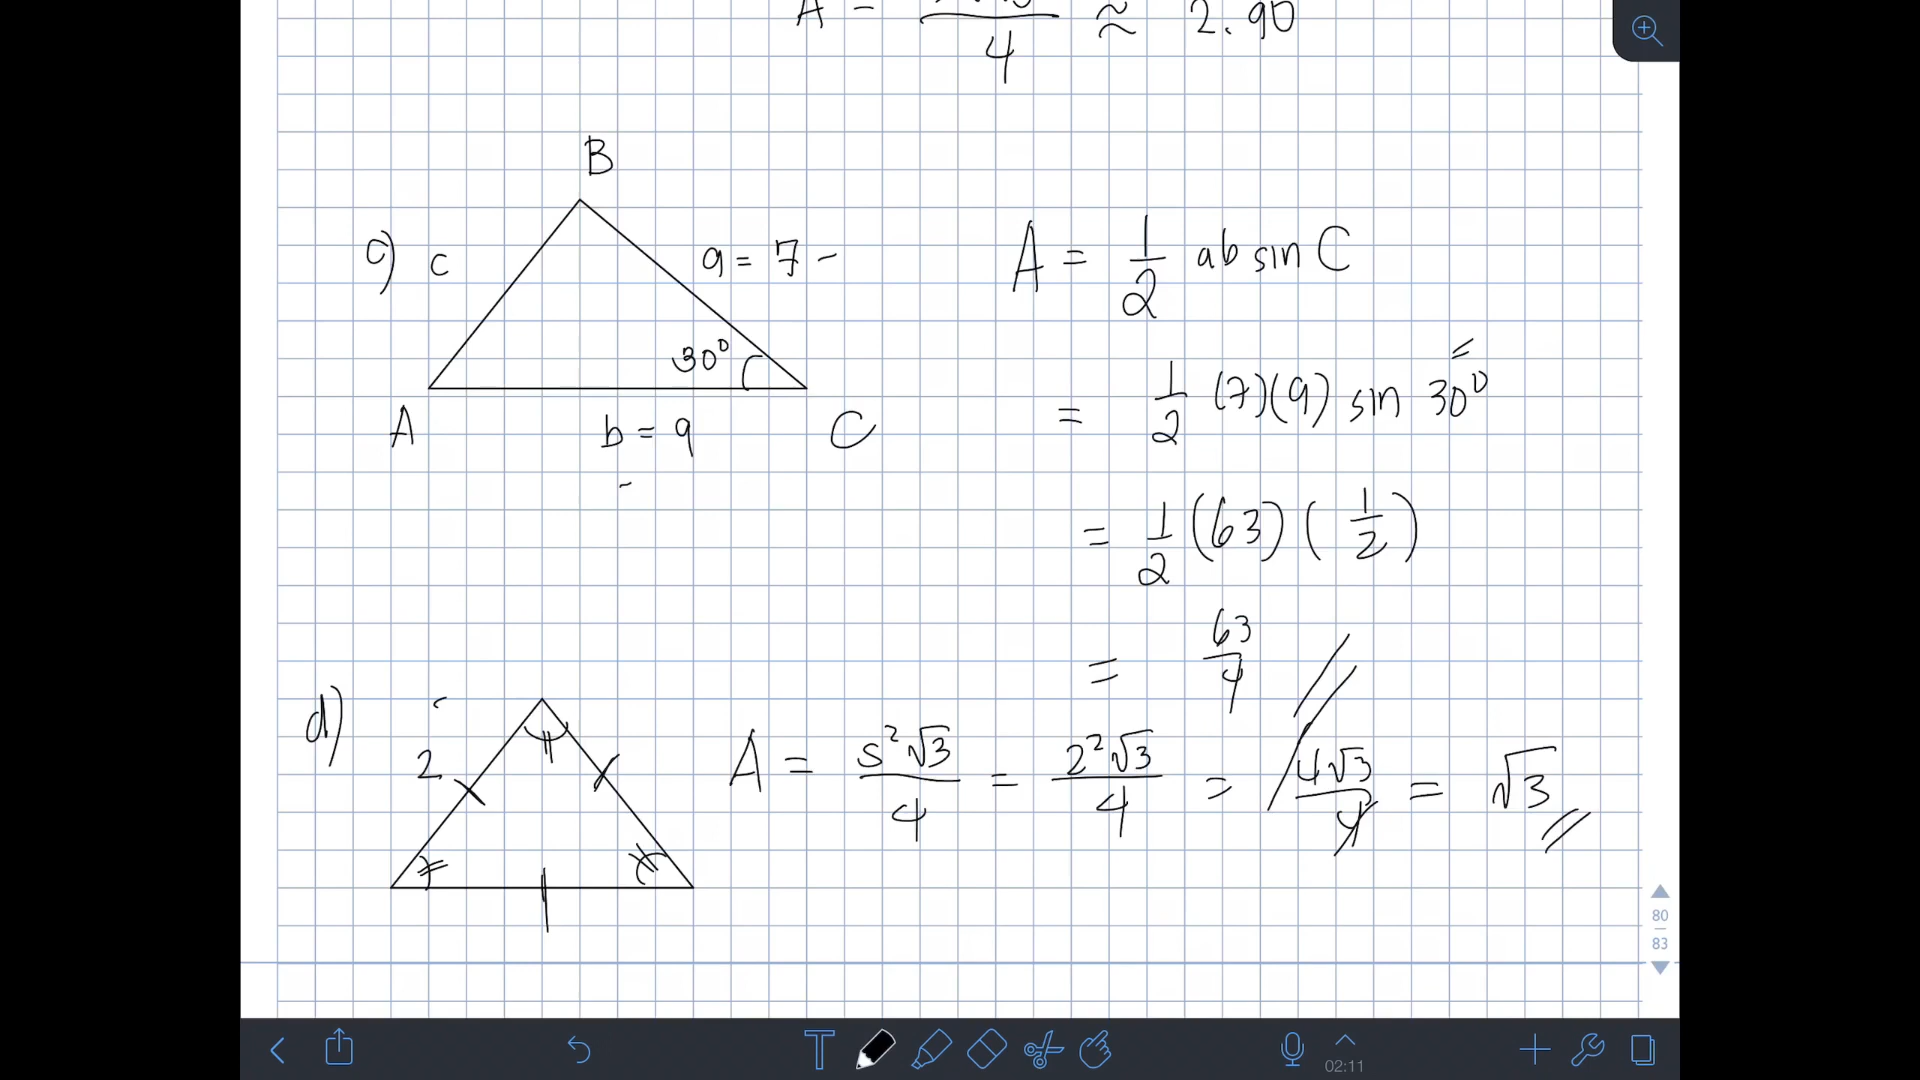 A = 4 ≈ 2.90
B
c) c a = 7
30°
A b = 9 C
A = 1/2 ab sin C
= 1/2 (7)(9) sin 30°
= 1/2 (63) (1/2)
= 63/4
d) 2 A = s²√3/4 = 2²√3/4 = 4√3/4 = √3
80
83
T
02:11